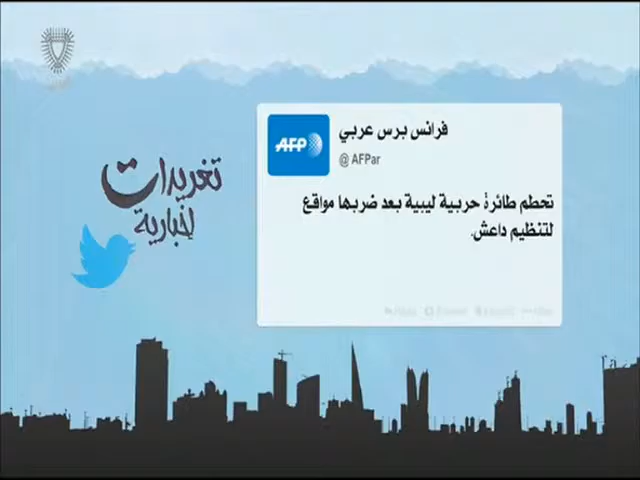 تغريدات
إخبارية
AFP
فرانس برس عربي
@ AFPar
تحطم طائرة حربية ليبية بعد ضربها مواقع
لتنظيم داعش.